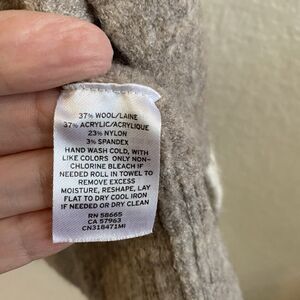 37% WOOL/LAINE
37% ACRYLIC/ACRYLIQUE
23% NYLON
3% SPANDEX
HAND WASH COLD, WITH
LIKE COLORS ONLY NON-
CHLORINE BLEACH IF
NEEDED ROLL IN TOWEL TO
REMOVE EXCESS
MOISTURE, RESHAPE, LAY
FLAT TO DRY COOL IRON
IF NEEDED OR DRY CLEAN
RN 58665
CA 57963
CN318471MI